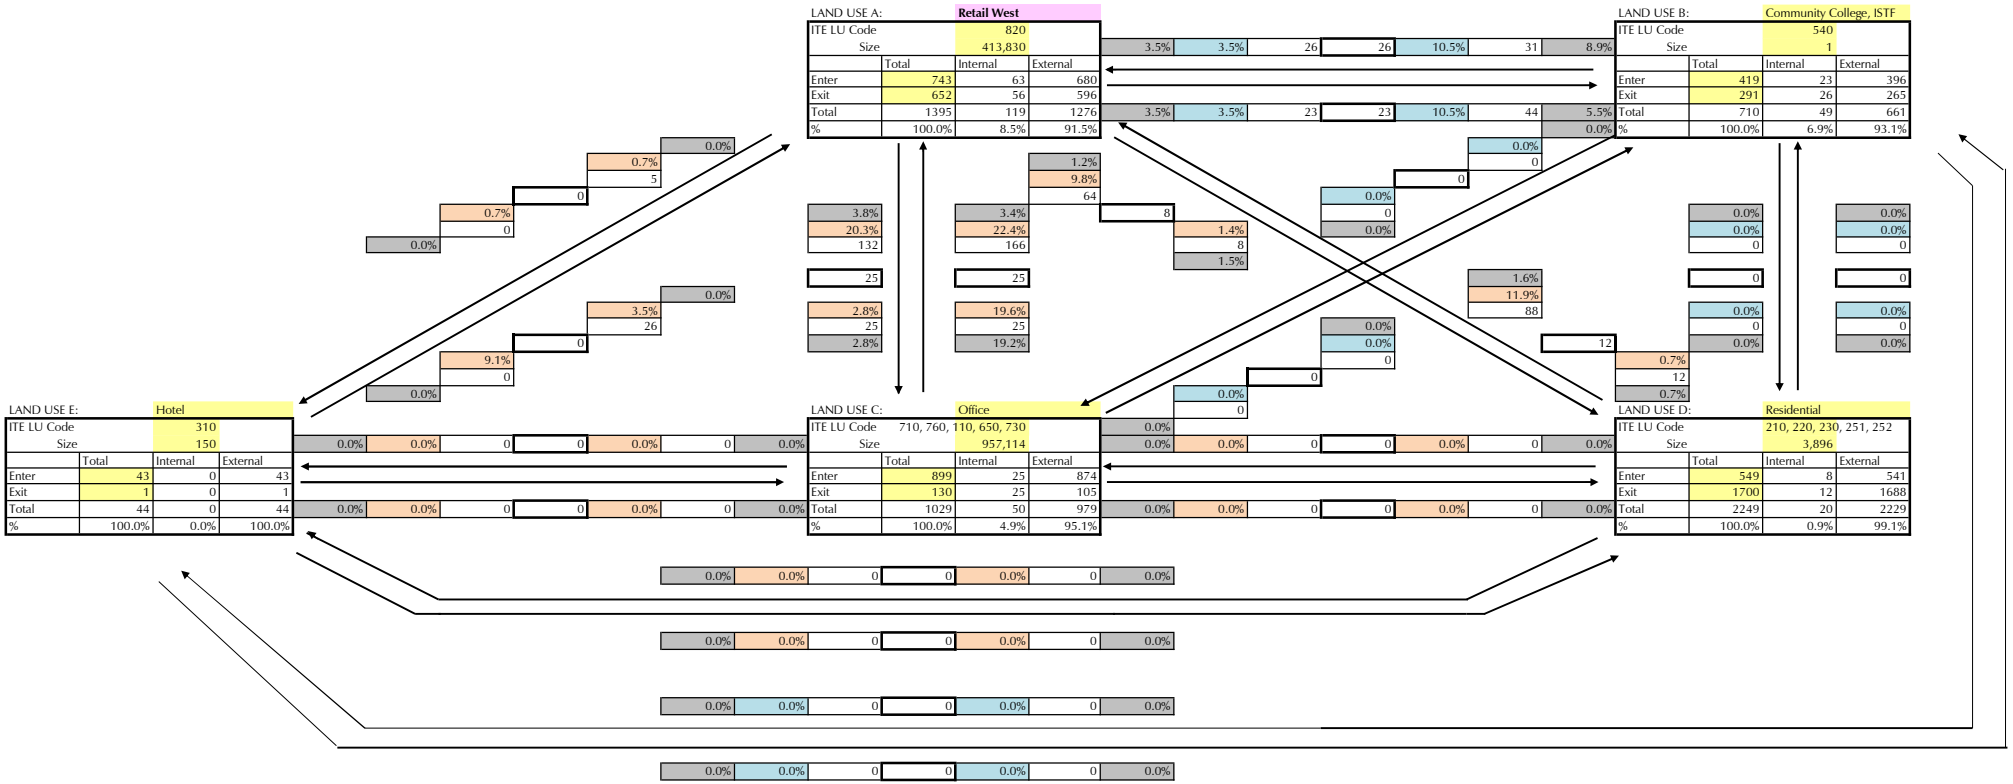 LAND USE A: Retail West LAND USE B: Community College, ISTF
ITE LU Code 820 ITE LU Code 540
Size 413,830 3.5% 3.5% 26 26 10.5% 31 8.9% Size 1
Total Internal External Total Internal External
Enter 743 63 680 Enter 419 23 396
Exit 652 56 596 Exit 291 26 265
Total 1395 119 1276 3.5% 3.5% 23 23 10.5% 44 5.5% Total 710 49 661
% 100.0% 8.5% 91.5% 0.0% % 100.0% 6.9% 93.1%
0.0% 0.0%
0.7% 1.2% 0
5 9.8% 0
0 64 0.0%
0.7% 3.8% 3.4% 8 0 0.0% 0.0%
0 20.3% 22.4% 1.4% 0.0% 0.0% 0.0%
0.0% 132 166 8 0 0
1.5%
25 25 1.6% 0 0
0.0% 11.9%
3.5% 2.8% 19.6% 88 0.0% 0.0%
26 25 25 0.0% 0 0
0 2.8% 19.2% 0.0% 12 0.0% 0.0%
9.1% 0 0.7%
0 0 12
0.0% 0.0% 0.7%
LAND USE E: Hotel LAND USE C: Office 0 LAND USE D: Residential
ITE LU Code 310 ITE LU Code 710, 760, 110, 650, 730 0.0% ITE LU Code 210, 220, 230, 251, 252
Size 150 0.0% 0.0% 0 0 0.0% 0 0.0% Size 957,114 0.0% 0.0% 0 0 0.0% 0 0.0% Size 3,896
Total Internal External Total Internal External Total Internal External
Enter 43 0 43 Enter 899 25 874 Enter 549 8 541
Exit 1 0 1 Exit 130 25 105 Exit 1700 12 1688
Total 44 0 44 0.0% 0.0% 0 0 0.0% 0 0.0% Total 1029 50 979 0.0% 0.0% 0 0 0.0% 0 0.0% Total 2249 20 2229
% 100.0% 0.0% 100.0% % 100.0% 4.9% 95.1% % 100.0% 0.9% 99.1%
0.0% 0.0% 0 0 0.0% 0 0.0%
0.0% 0.0% 0 0 0.0% 0 0.0%
0.0% 0.0% 0 0 0.0% 0 0.0%
0.0% 0.0% 0 0 0.0% 0 0.0%